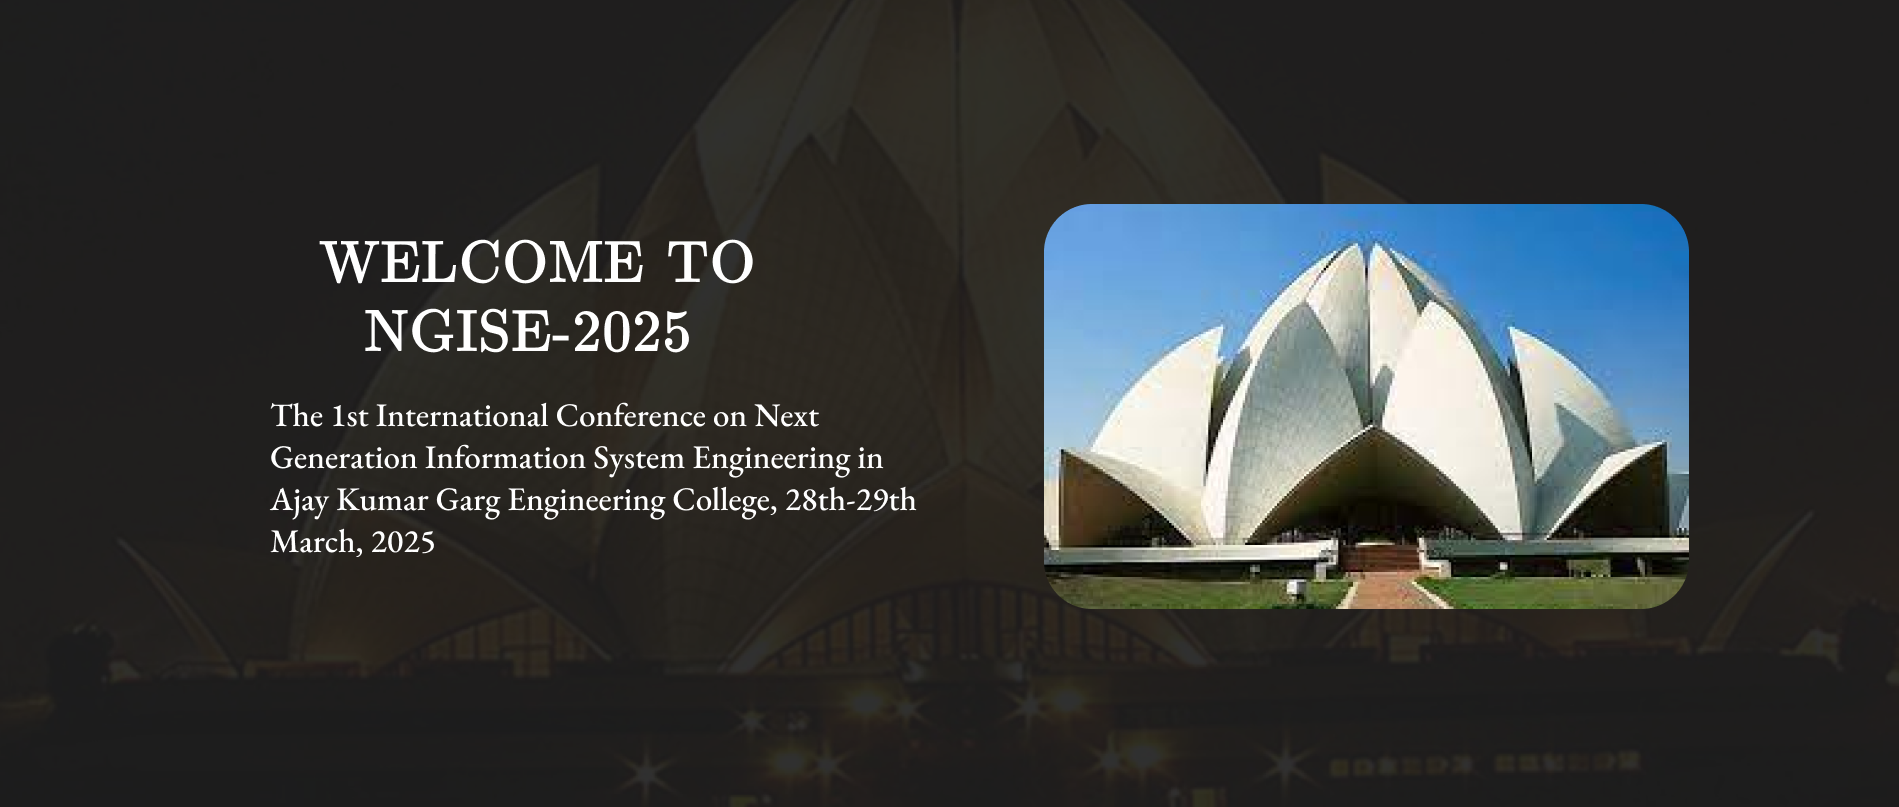 WELCOME TO
NGISE-2025
The 1st International Conference on Next
Generation Information System Engineering in
Ajay Kumar Garg Engineering College, 28th-29th
March, 2025